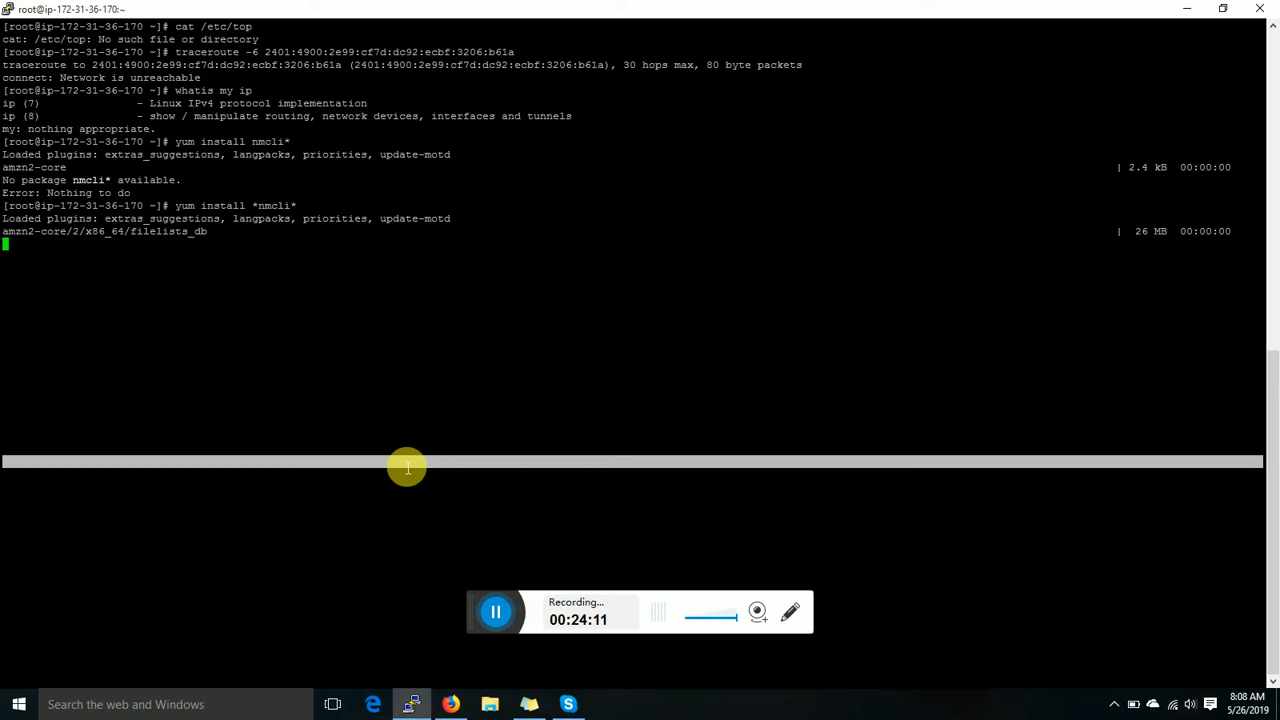 root@ip-172-31-36-170:~
[root@ip-172-31-36-170 ~]# cat /etc/top
cat: /etc/top: No such file or directory
[root@ip-172-31-36-170 ~]# traceroute -6 2401:4900:2e99:cf7d:dc92:ecbf:3206:b61a
traceroute to 2401:4900:2e99:cf7d:dc92:ecbf:3206:b61a (2401:4900:2e99:cf7d:dc92:ecbf:3206:b61a), 30 hops max, 80 byte packets
connect: Network is unreachable
[root@ip-172-31-36-170 ~]# whatis my ip
ip (7)               - Linux IPv4 protocol implementation
ip (8)               - show / manipulate routing, network devices, interfaces and tunnels
my: nothing appropriate.
[root@ip-172-31-36-170 ~]# yum install nmcli*
Loaded plugins: extras_suggestions, langpacks, priorities, update-motd
amzn2-core | 2.4 kB 00:00:00
No package nmcli* available.
Error: Nothing to do
[root@ip-172-31-36-170 ~]# yum install *nmcli*
Loaded plugins: extras_suggestions, langpacks, priorities, update-motd
amzn2-core/2/x86_64/filelists_db | 26 MB 00:00:00
Recording...
00:24:11
Search the web and Windows
8:08 AM
5/26/2019